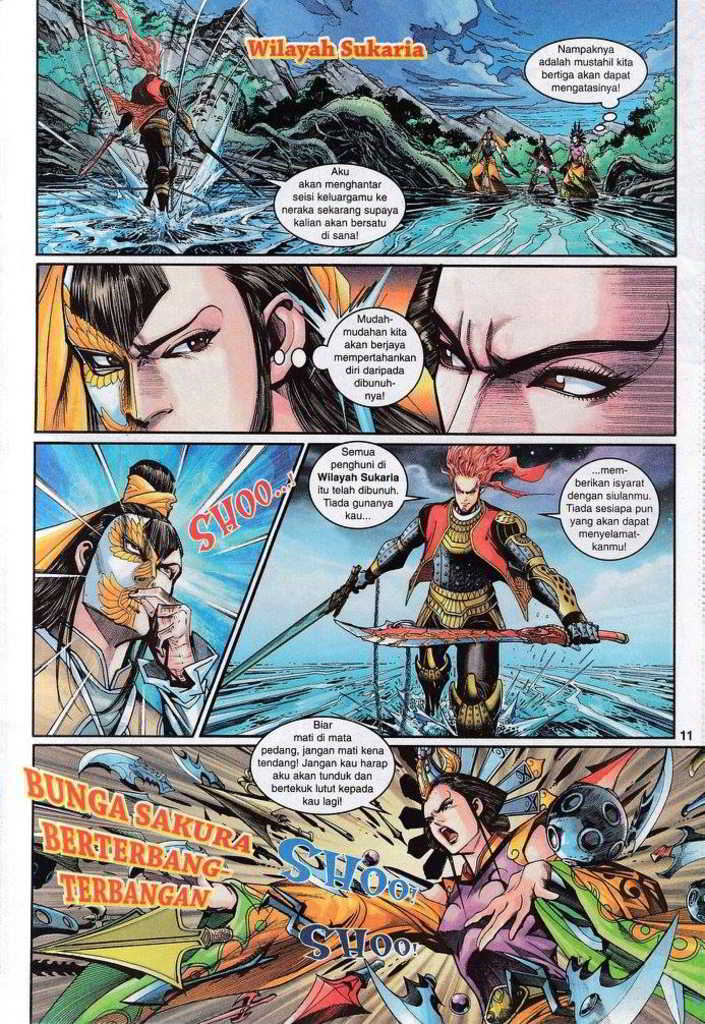 Wilayah Sukaria
Nampaknya
adalah mustahil kita
bertiga akan dapat
mengatasinya!
Aku
akan menghantar
seisi keluargamu ke
neraka sekarang supaya
kalian akan bersatu
di sana!
Mudah-
mudahan kita
akan berjaya
mempertahankan
diri daripada
dibunuh-
nya!
SHOO...!
Semua
penghuni di
Wilayah Sukaria
itu telah dibunuh.
Tiada gunanya
kau...
...mem-
berikan isyarat
dengan siulanmu.
Tiada sesiapa pun
yang akan dapat
menyelamat-
kanmu!
11
Biar
mati di mata
pedang, jangan mati kena
tendang! Jangan kau harap
aku akan tunduk dan
bertekuk lutut kepada
kau lagi!
BUNGA SAKURA
BERTERBANG-
TERBANGAN
SHOO!
SHOO!